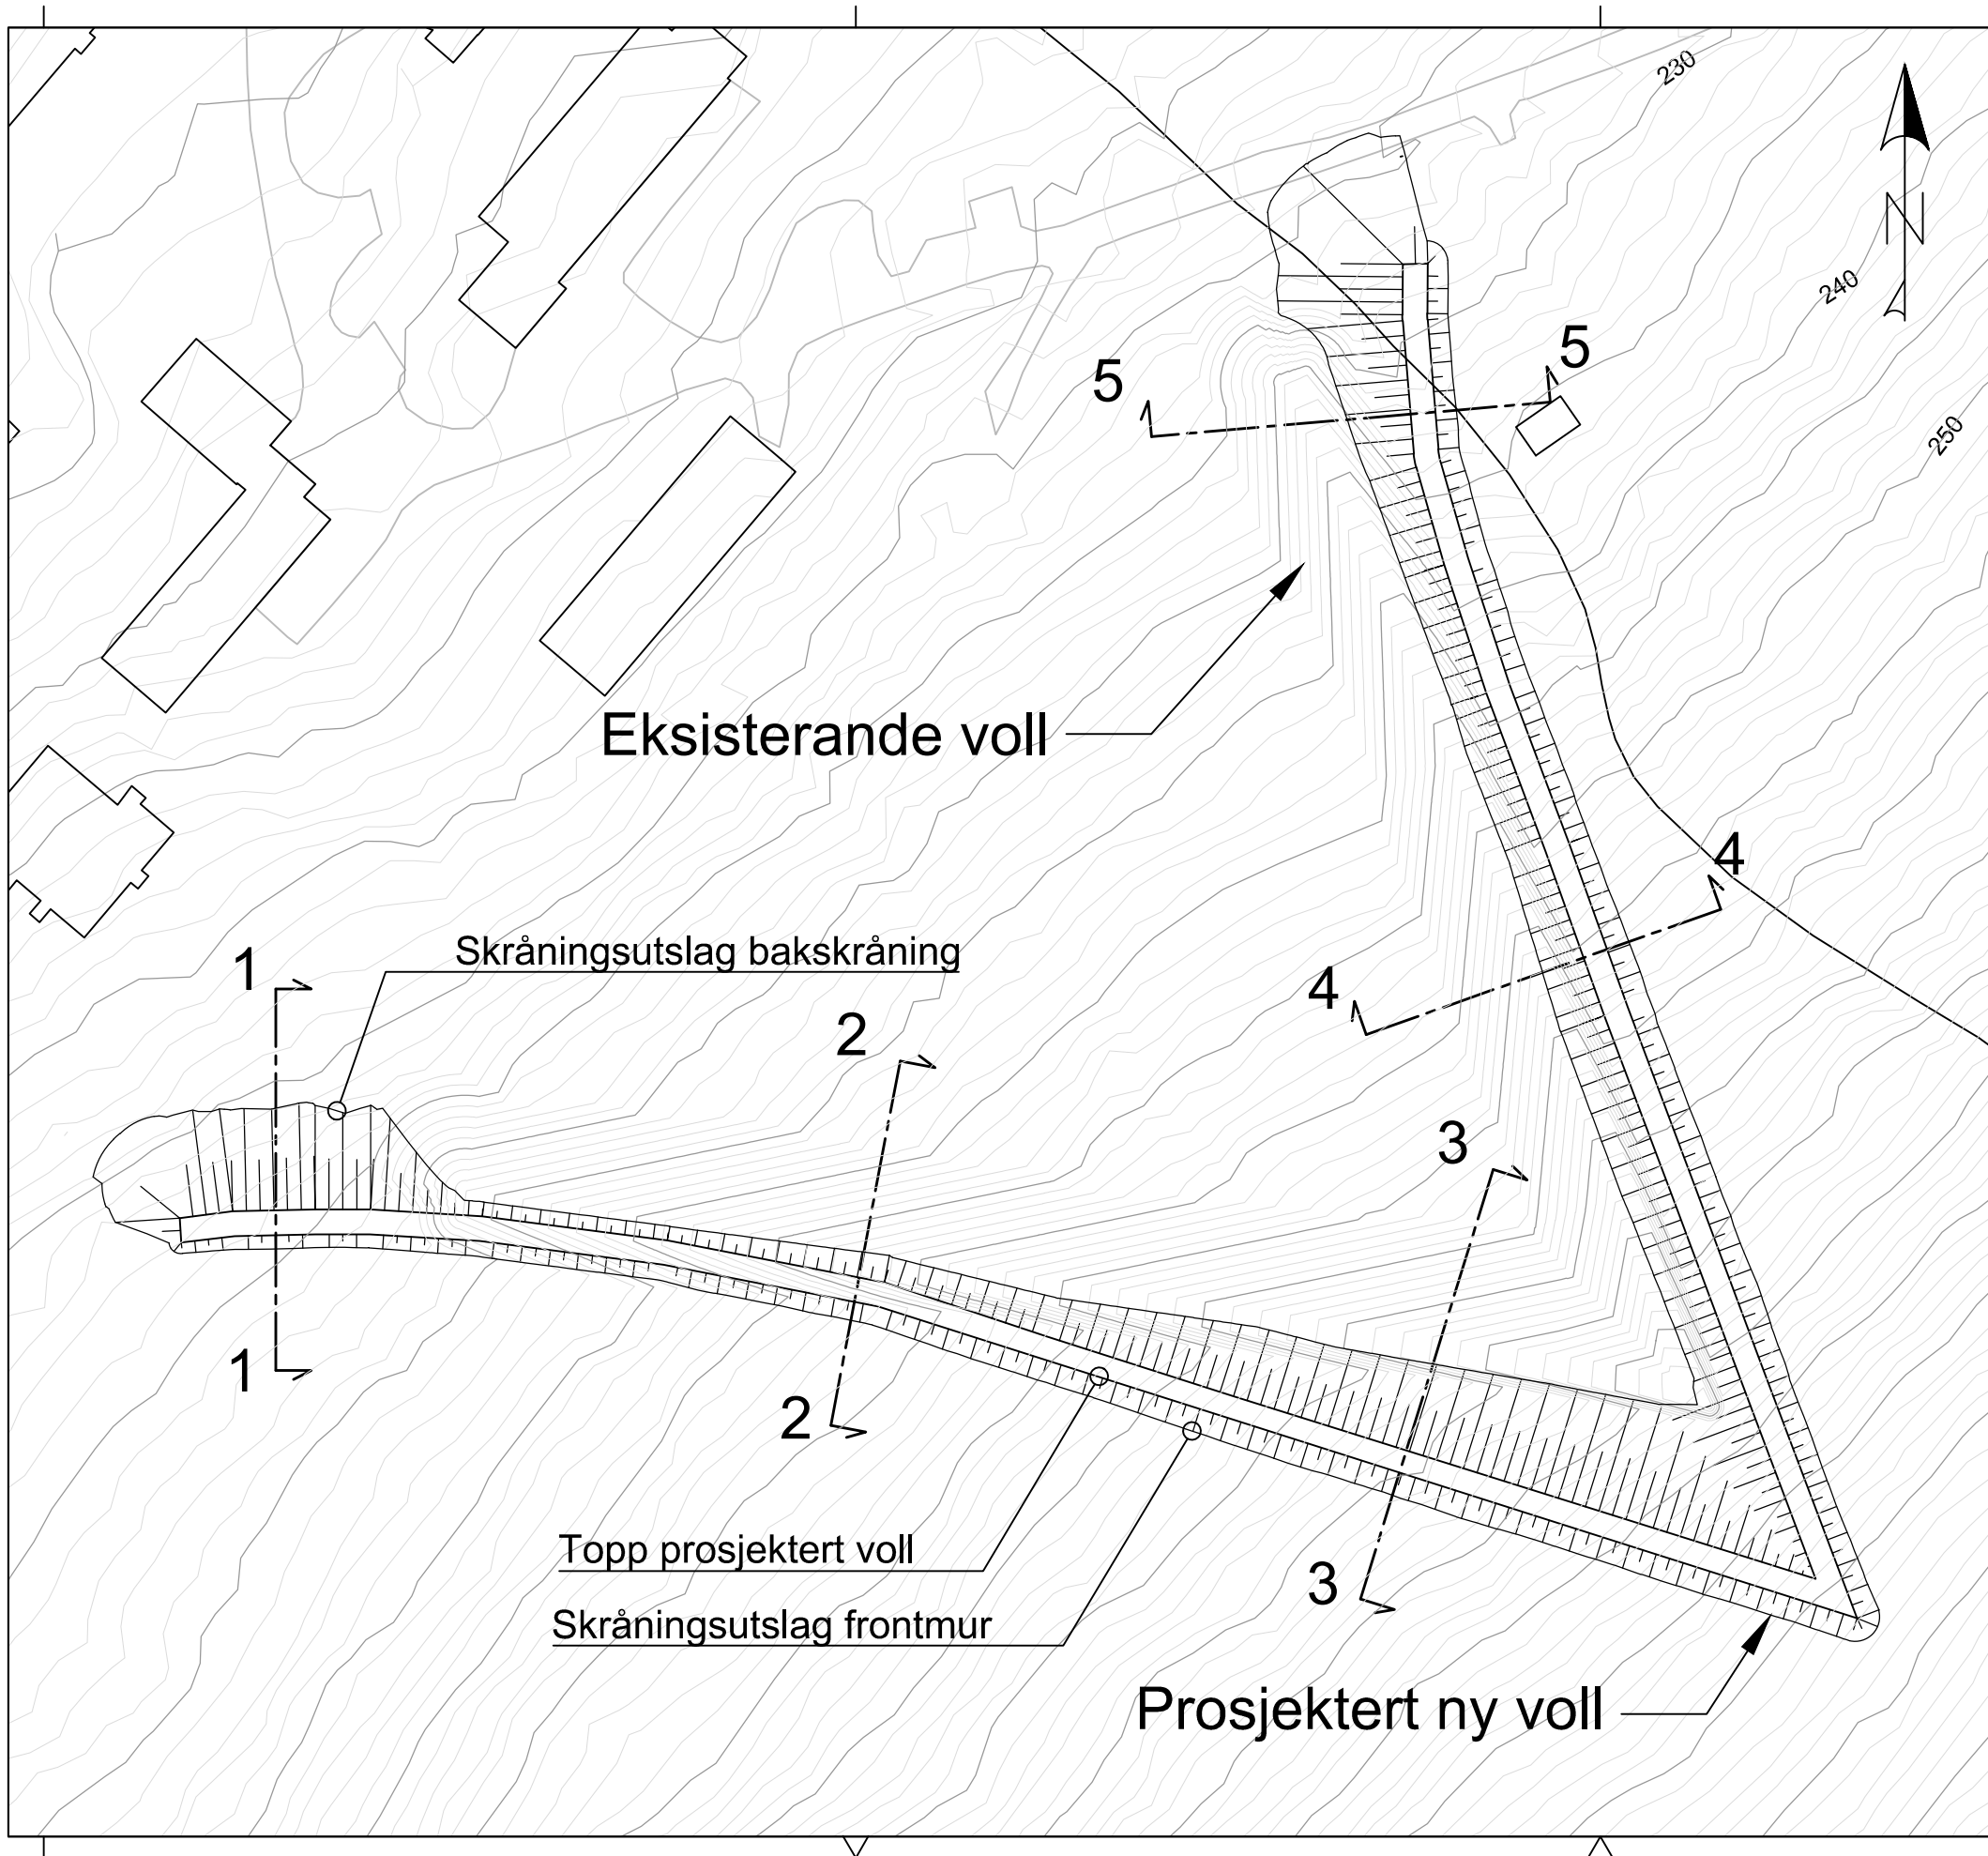 230
N
240
5
5
250
Eksisterande voll
4
Skråningsutslag bakskråning
1
4
2
3
1
2
Topp prosjektert voll
3
Skråningsutslag frontmur
Prosjektert ny voll